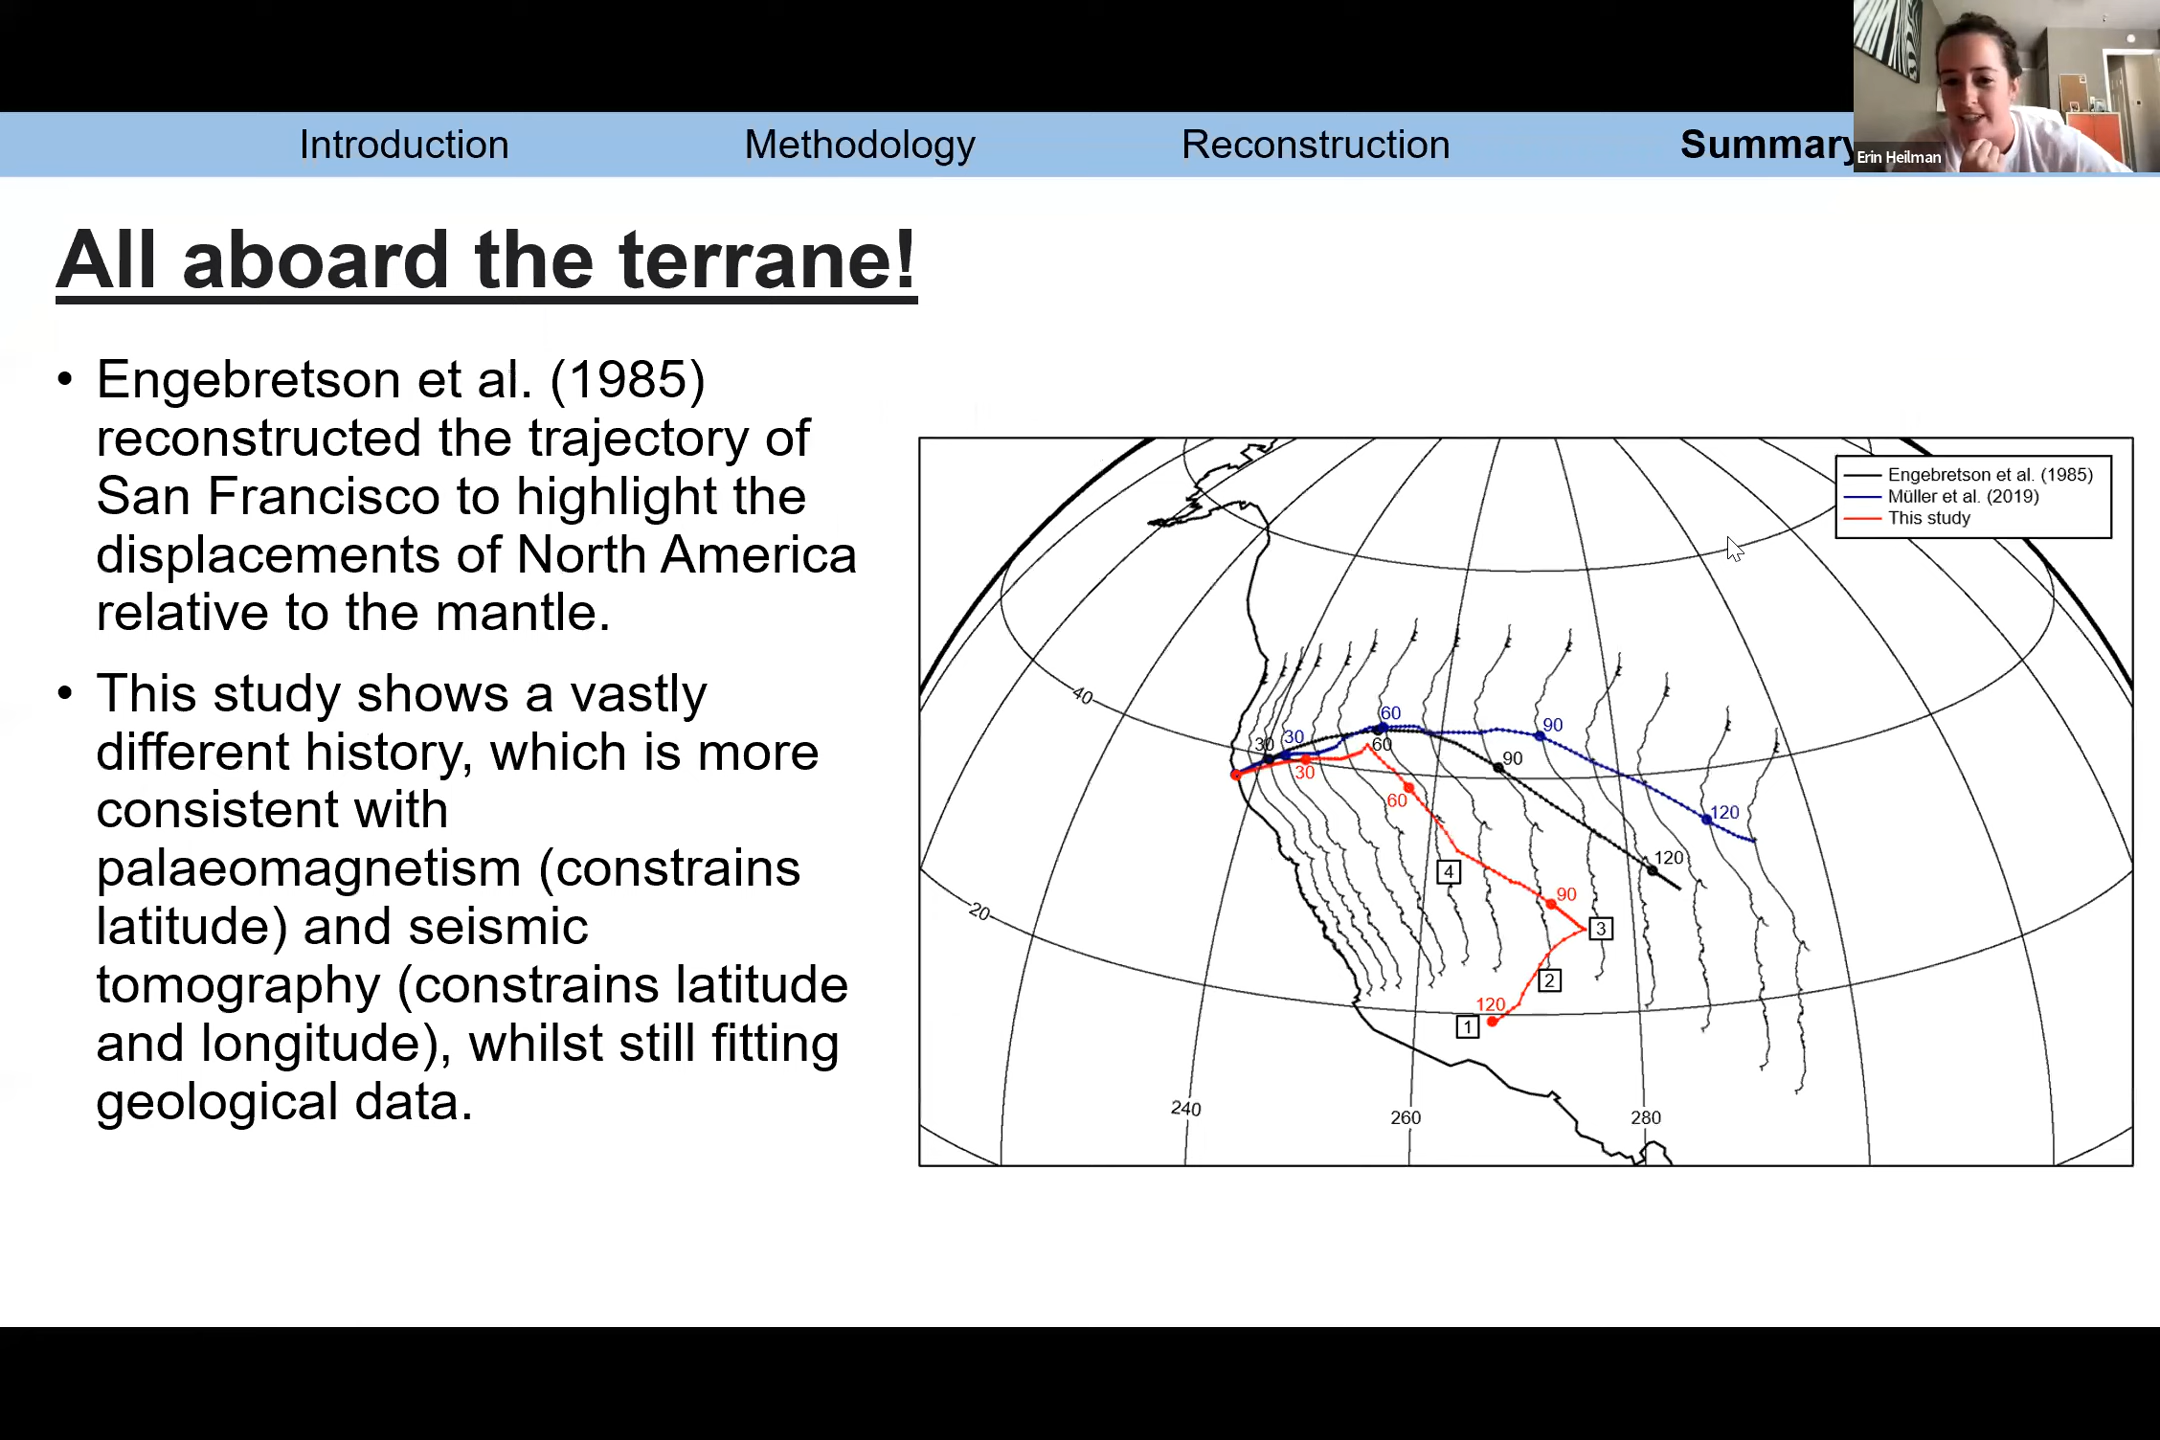 Introduction
Methodology
Reconstruction
Summary
Erin Heilman
All aboard the terrane!
• Engebretson et al. (1985)
reconstructed the trajectory of
San Francisco to highlight the
displacements of North America
relative to the mantle.
• This study shows a vastly
different history, which is more
consistent with
palaeomagnetism (constrains
latitude) and seismic
tomography (constrains latitude
and longitude), whilst still fitting
geological data.
Engebretson et al. (1985)
Müller et al. (2019)
This study
40
60
90
30
30
60
90
30
60
120
120
4
90
20
3
2
120
1
240
260
280